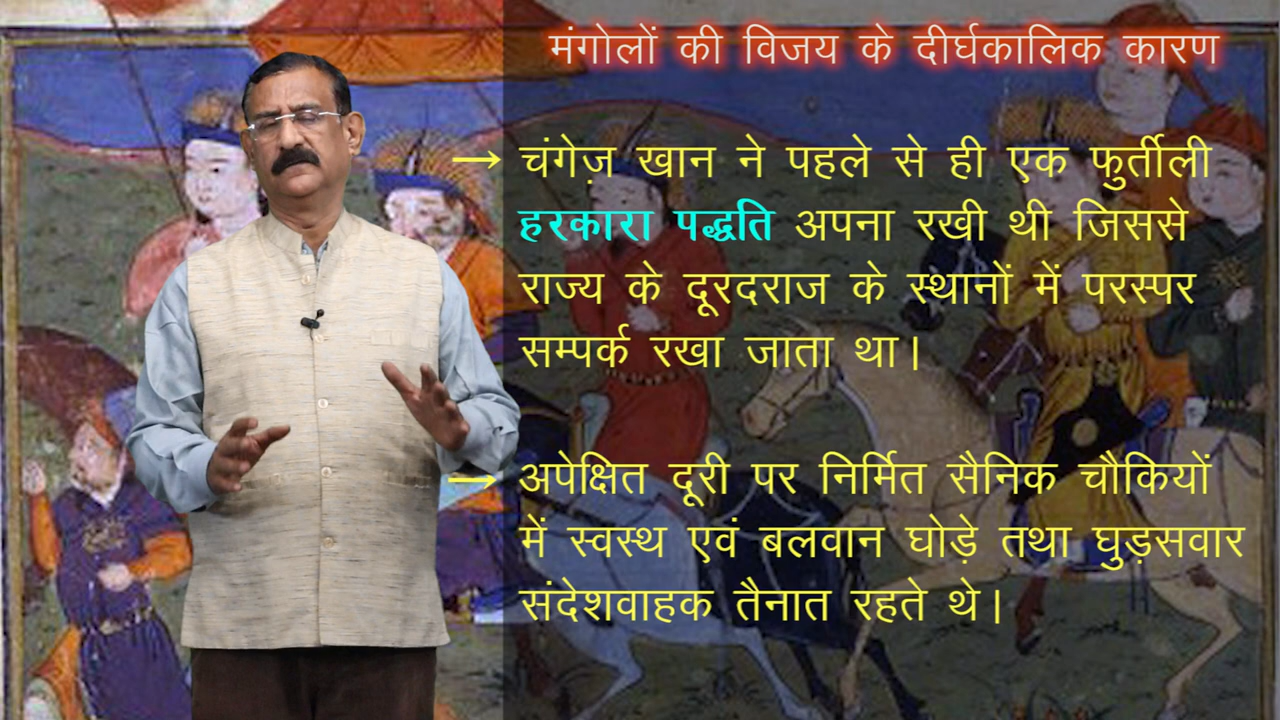 मंगोलों की विजय के दीर्घकालिक कारण
→ चंगेज़ खान ने पहले से ही एक फुर्तीली
हरकारा पद्धति अपना रखी थी जिससे
राज्य के दूरदराज के स्थानों में परस्पर
सम्पर्क रखा जाता था।
→ अपेक्षित दूरी पर निर्मित सैनिक चौकियों
में स्वस्थ एवं बलवान घोड़े तथा घुड़सवार
संदेशवाहक तैनात रहते थे।